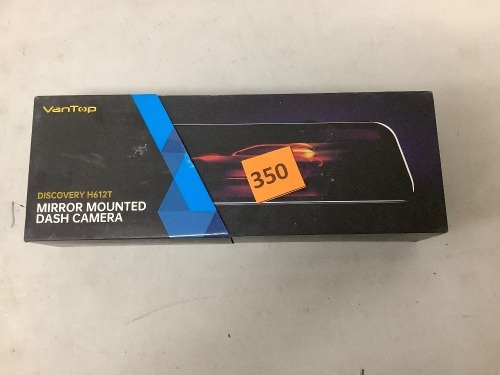 VanTop
DISCOVERY H612T
MIRROR MOUNTED
DASH CAMERA
350